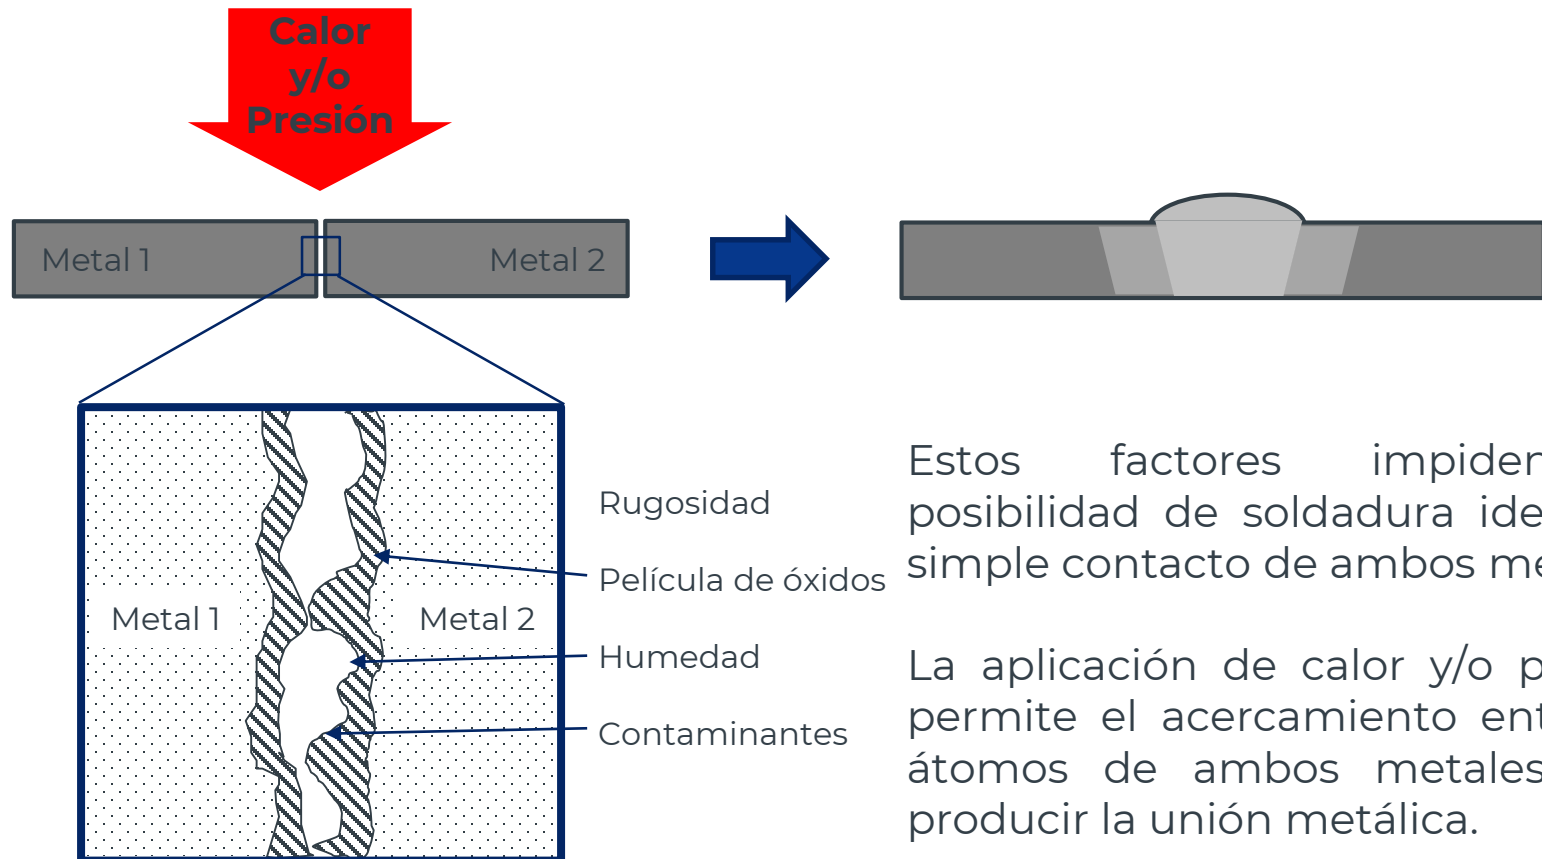 Calor
y/o
Presión
Metal 1
Metal 2
Metal 1
Metal 2
Rugosidad
Película de óxidos
Humedad
Contaminantes
Estos factores impiden
posibilidad de soldadura
simple contacto de ambos
La aplicación de calor y/o
permite el acercamiento
átomos de ambos metales
producir la unión metálica.